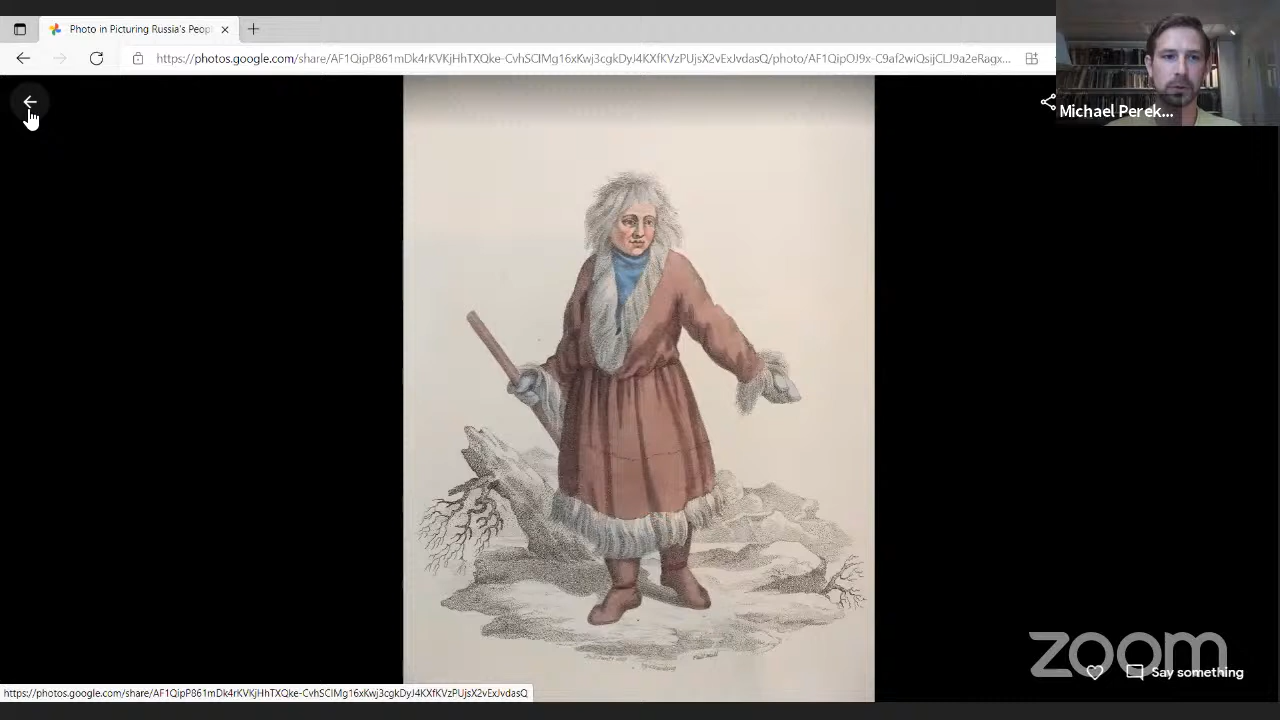 Photo in Picturing Russia's Peop
https://photos.google.com/share/AF1QipP861mDk4rKVKjHhTXQke-CvhSClMg16xKwj3cgkDyJ4KXfKVzPUjsX2vExJvdasQ/photo/AF1QipOJ9x-C9af2wiQsijCLJ9a2eRagx...
Michael Perek...
zoom
Say something
https://photos.google.com/share/AF1QipP861mDk4rKVKjHhTXQke-CvhSClMg16xKwj3cgkDyJ4KXfKVzPUjsX2vExJvdasQ